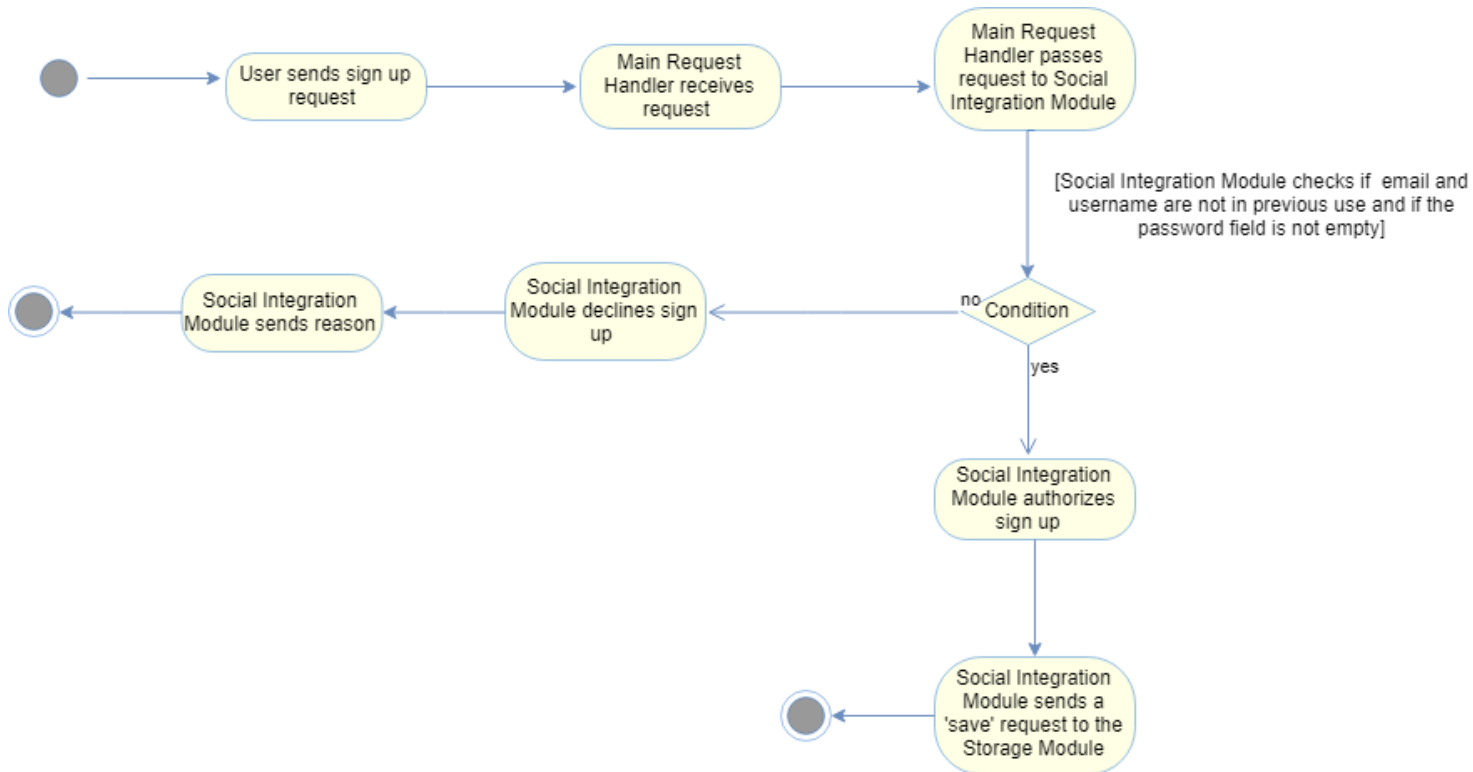 User sends sign up
request
Main Request
Handler receives
request
Main Request
Handler passes
request to Social
Integration Module
[Social Integration Module checks if  email and
username are not in previous use and if the
password field is not empty]
Condition
no
Social Integration
Module declines sign
up
Social Integration
Module sends reason
yes
Social Integration
Module authorizes
sign up
Social Integration
Module sends a
'save' request to the
Storage Module